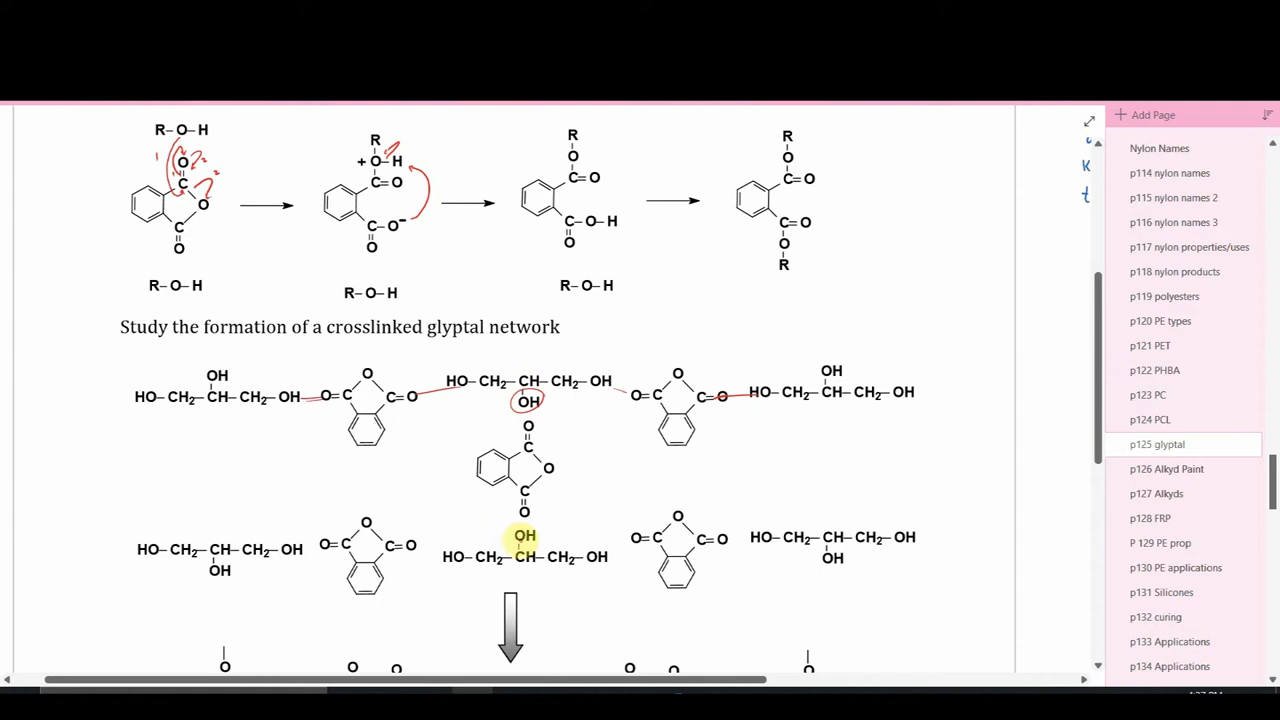 R-O-H
O
C
O
C
O
R-O-H
R
+ O-H
C=O
C-O-
O
R-O-H
R
O
C=O
C-O-H
O
R-O-H
R
O
C=O
C=O
O
R
1
2
2
Study the formation of a crosslinked glyptal network
HO-CH2-CH-CH2-OH
OH
O
O=C C=O
HO-CH2-CH-CH2-OH
OH
O
O=C C=O
OH
HO-CH2-CH-CH2-OH
O
C
O
C
O
HO-CH2-CH-CH2-OH
OH
O
O=C C=O
OH
HO-CH2-CH-CH2-OH
O
O=C C=O
HO-CH2-CH-CH2-OH
OH
O
O O
O O
O
k
t
Add Page
Nylon Names
p114 nylon names
p115 nylon names 2
p116 nylon names 3
p117 nylon properties/uses
p118 nylon products
p119 polyesters
p120 PE types
p121 PET
p122 PHBA
p123 PC
p124 PCL
p125 glyptal
p126 Alkyd Paint
p127 Alkyds
p128 FRP
P 129 PE prop
p130 PE applications
p131 Silicones
p132 curing
p133 Applications
p134 Applications